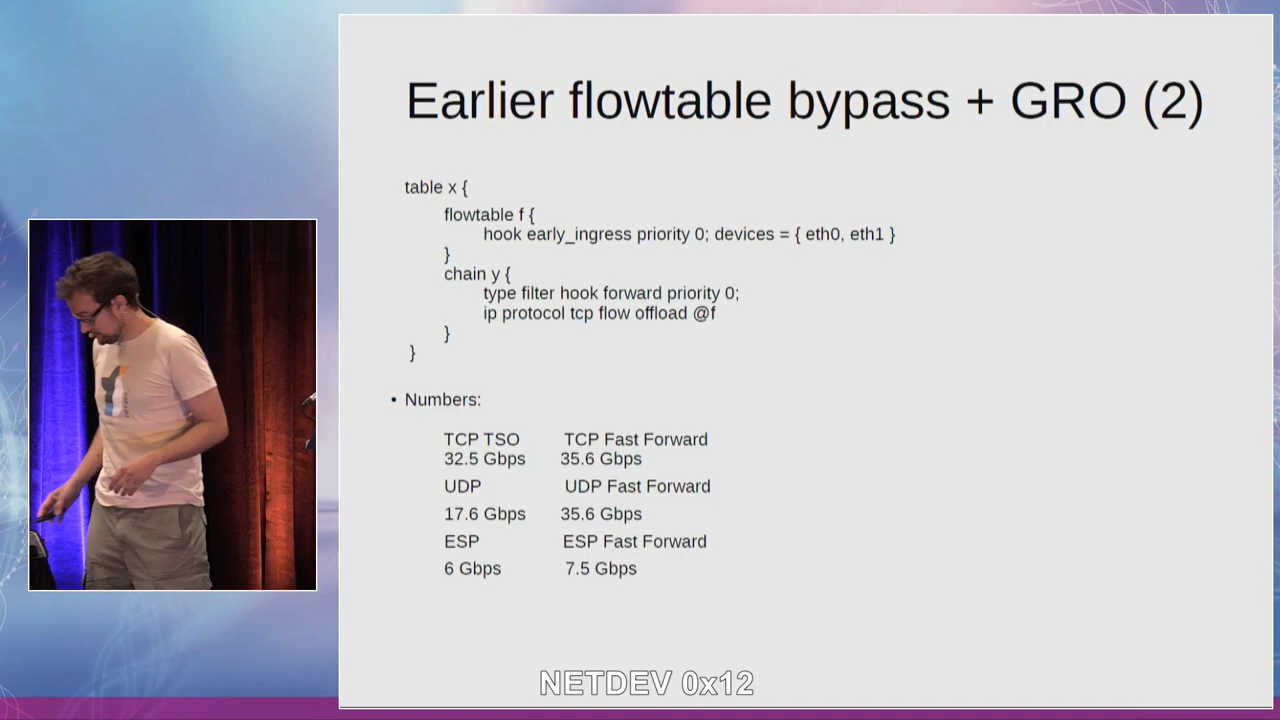 Earlier flowtable bypass + GRO (2)
table x {
flowtable f {
hook early_ingress priority 0; devices = { eth0, eth1 }
}
chain y {
type filter hook forward priority 0;
ip protocol tcp flow offload @f
}
}
• Numbers:
TCP TSO TCP Fast Forward
32.5 Gbps 35.6 Gbps
UDP UDP Fast Forward
17.6 Gbps 35.6 Gbps
ESP ESP Fast Forward
6 Gbps 7.5 Gbps
NETDEV 0x12